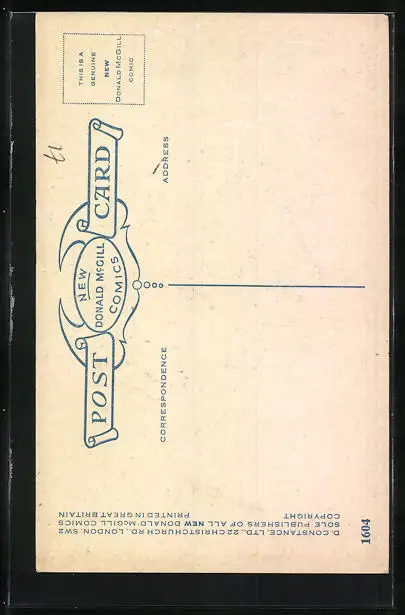 THIS IS A
GENUINE
NEW
DONALD McGILL
COMIC
POST CARD
NEW
DONALD McGILL
COMICS
CORRESPONDENCE
ADDRESS
D. CONSTANCE, LTD., 22 CHRISTCHURCH RD., LONDON, SW2
SOLE PUBLISHERS OF ALL NEW DONALD McGILL COMICS
COPYRIGHT PRINTED IN GREAT BRITAIN
1604